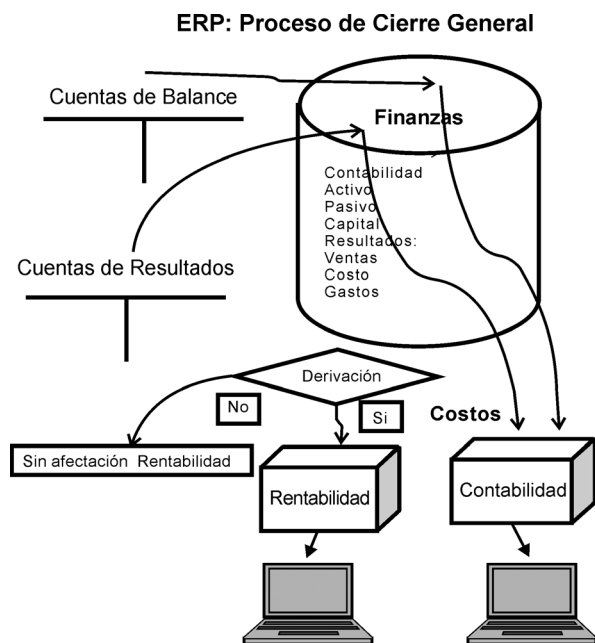 ERP: Proceso de Cierre General
Cuentas de Balance
Finanzas
Contabilidad
Activo
Pasivo
Capital
Resultados:
Ventas
Costo
Gastos
Cuentas de Resultados
Derivación
No
Si
Costos
Sin afectación Rentabilidad
Rentabilidad
Contabilidad